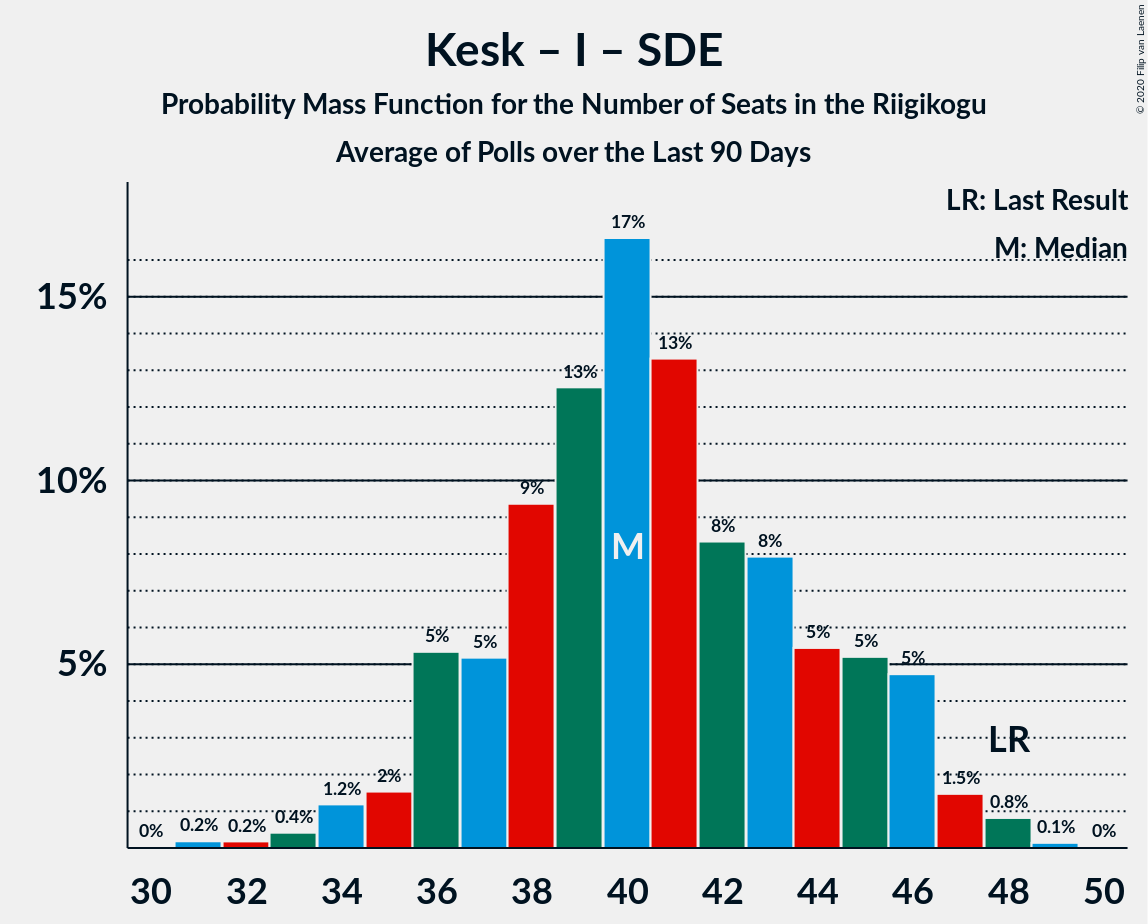 Kesk – I – SDE
Probability Mass Function for the Number of Seats in the Riigikogu
Average of Polls over the Last 90 Days
© 2020 Filip van Laenen
LR: Last Result
M: Median
15%
10%
5%
0%
0.2%
0.2%
0.4%
1.2%
2%
5%
5%
9%
13%
17%
13%
8%
8%
5%
5%
5%
1.5%
0.8%
0.1%
0%
M
LR
30 32 34 36 38 40 42 44 46 48 50